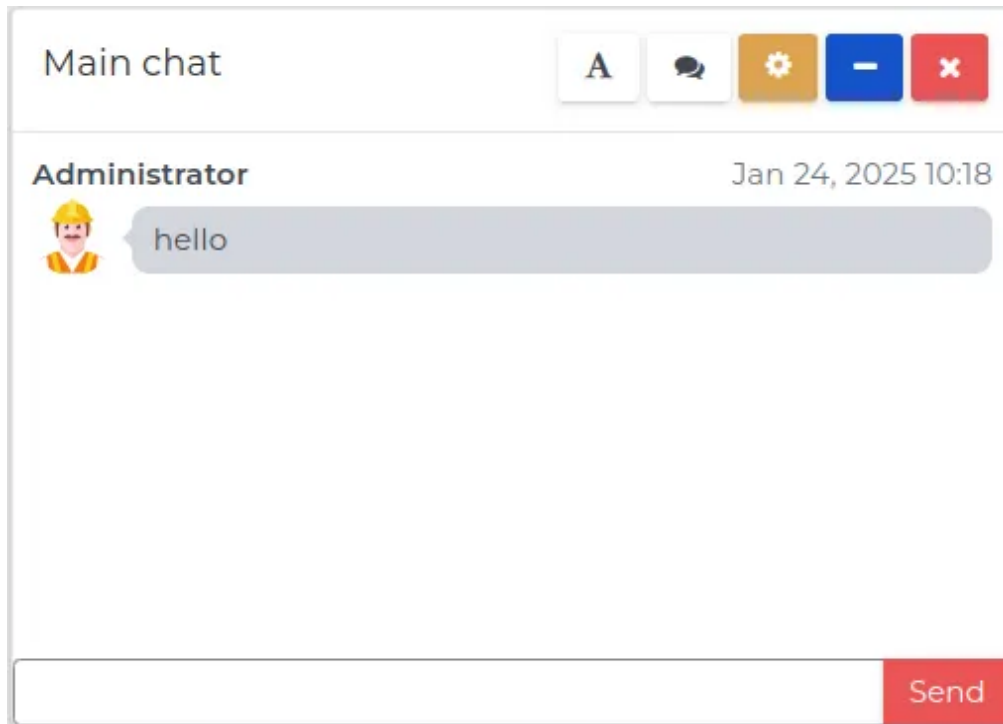 Main chat
A
Administrator
Jan 24, 2025 10:18
hello
Send